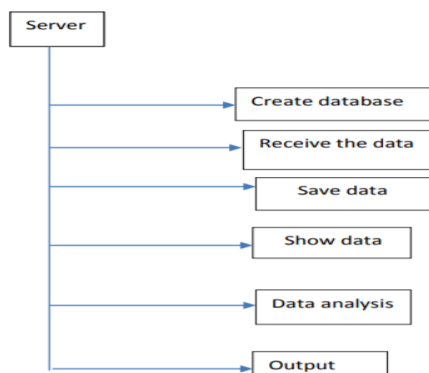 Server
Create database
Receive the data
Save data
Show data
Data analysis
Output